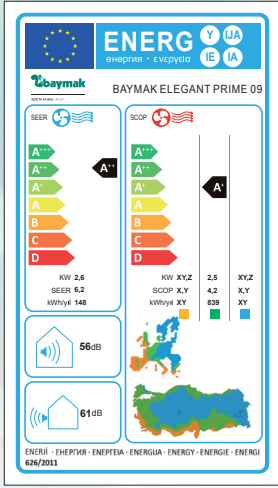 ENERG Y IJA
енергия · ενεργεία IE IA
baymak
BAYMAK ELEGANT PRIME 09
SEER
SCOP
A+++
A++
A+
A
B
C
D
A++
A+++
A++
A+
A
B
C
D
A+
KW 2,6
SEER 6,2
kWh/yıl 148
KW XY,Z 2,5 XY,Z
SCOP X,Y 4,2 X,Y
kWh/yıl XY 839 XY
56dB
61dB
ENERJİ · ЕНЕРГИЯ · ΕΝΕΡΓΕΙΑ · ENERGIJA · ENERGY · ENERGIE · ENERGI
626/2011